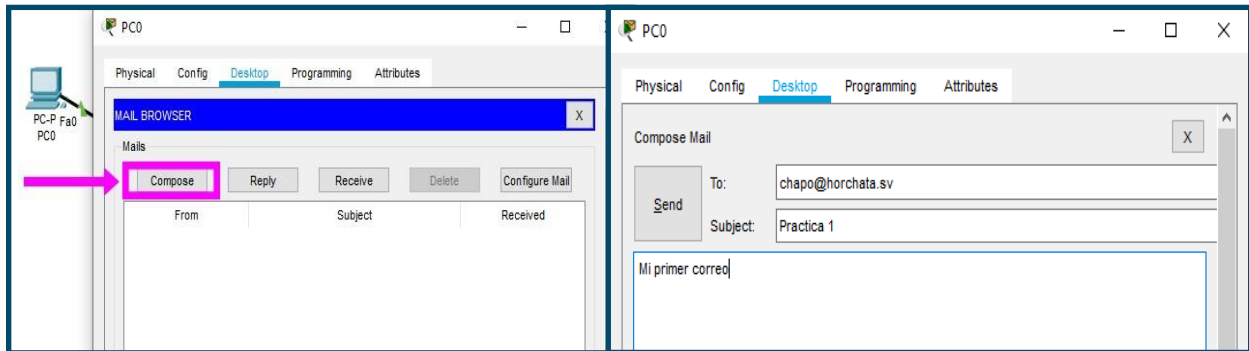 PC0
Physical Config Desktop Programming Attributes
MAIL BROWSER X
Mails
Compose Reply Receive Delete Configure Mail
From Subject Received
PC-P Fa0
PC0
PC0
Physical Config Desktop Programming Attributes
Compose Mail X
Send
To: chapo@horchata.sv
Subject: Practica 1
Mi primer correo